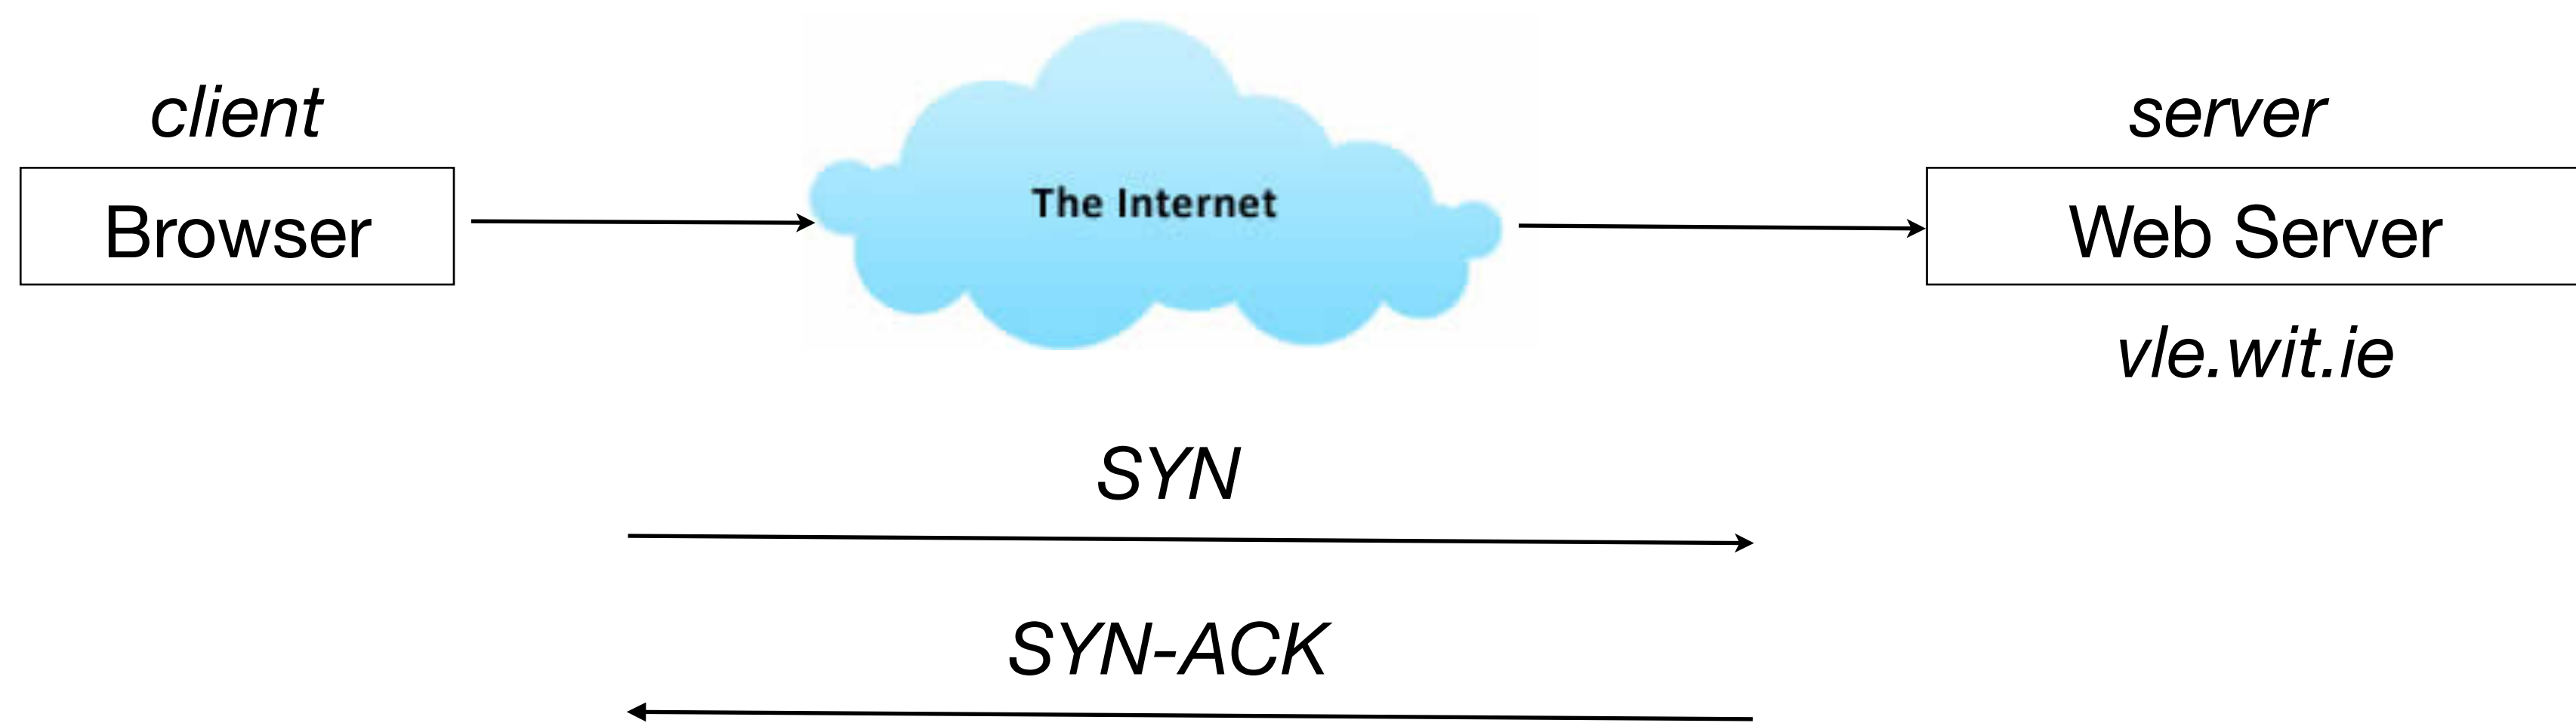 client
server
Browser
The Internet
Web Server
vle.wit.ie
SYN
SYN-ACK